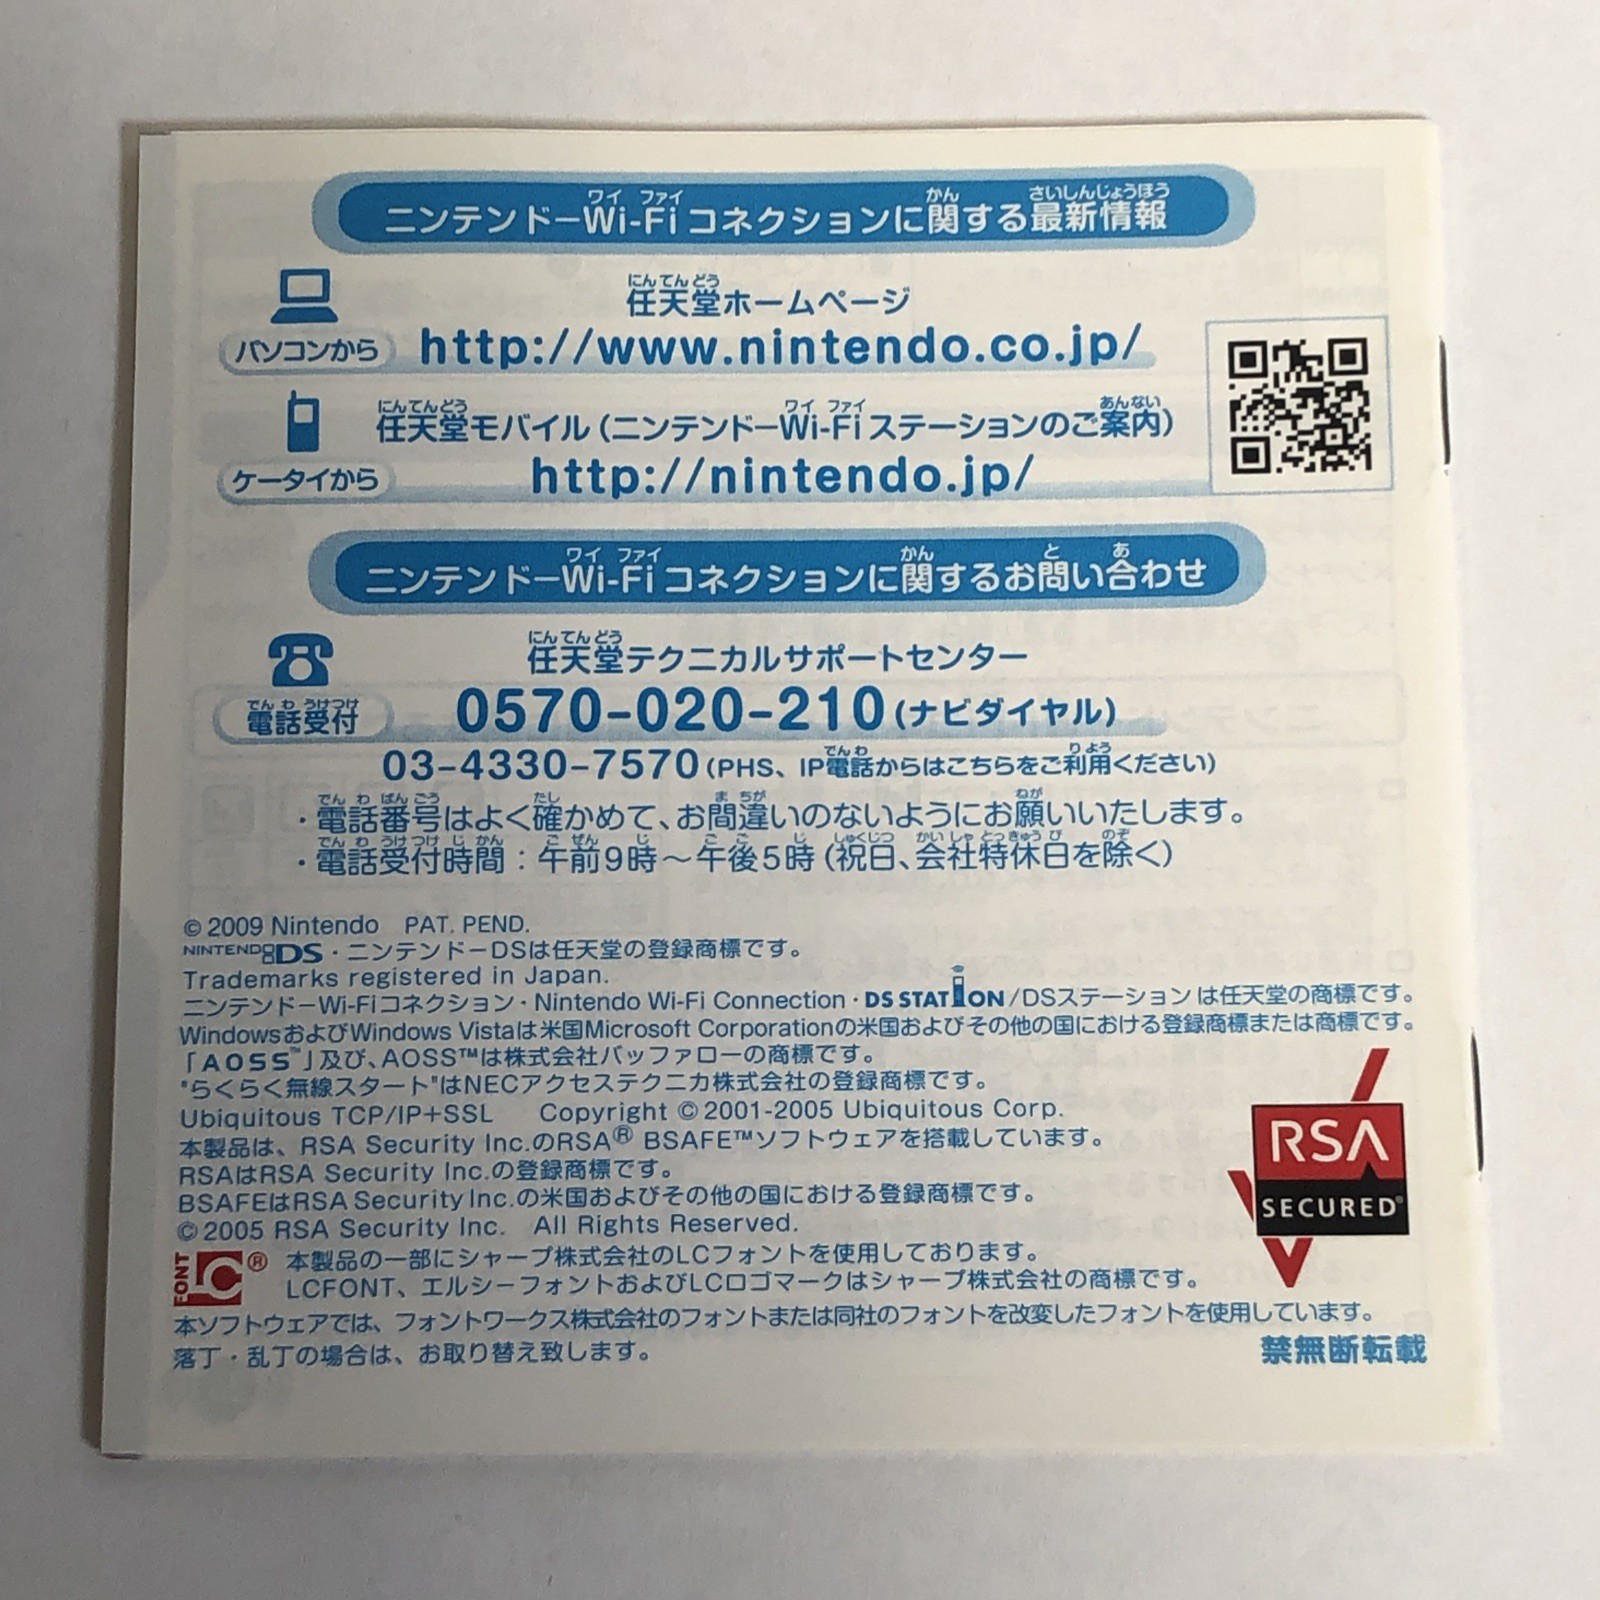 ニンテンドーWi-Fiコネクションに関する最新情報
任天堂ホームページ
パソコンから http://www.nintendo.co.jp/
任天堂モバイル(ニンテンドーWi-Fiステーションのご案内)
ケータイから http://nintendo.jp/
ニンテンドーWi-Fiコネクションに関するお問い合わせ
任天堂テクニカルサポートセンター
電話受付 0570-020-210(ナビダイヤル)
03-4330-7570(PHS、IP電話からはこちらをご利用ください)
・電話番号はよく確かめて、お間違いのないようにお願いいたします。
・電話受付時間:午前9時~午後5時(祝日、会社特休日を除く)
© 2009 Nintendo PAT. PEND.
NINTENDO DS・ニンテンドーDSは任天堂の登録商標です。
Trademarks registered in Japan.
ニンテンドーWi-Fiコネクション・Nintendo Wi-Fi Connection・DS STATION/DSステーション は任天堂の商標です。
WindowsおよびWindows Vistaは米国Microsoft Corporationの米国およびその他の国における登録商標または商標です。
「AOSS™」及び、AOSS™は株式会社バッファローの商標です。
"らくらく無線スタート"はNECアクセステクニカ株式会社の登録商標です。
Ubiquitous TCP/IP+SSL Copyright © 2001-2005 Ubiquitous Corp.
本製品は、RSA Security Inc.のRSA® BSAFE™ソフトウェアを搭載しています。
RSAはRSA Security Inc.の登録商標です。
BSAFEはRSA Security Inc.の米国およびその他の国における登録商標です。
© 2005 RSA Security Inc. All Rights Reserved.
RSA
SECURED®
LC FONT® 本製品の一部にシャープ株式会社のLCフォントを使用しております。
LCFONT、エルシーフォントおよびLCロゴマークはシャープ株式会社の商標です。
本ソフトウェアでは、フォントワークス株式会社のフォントまたは同社のフォントを改変したフォントを使用しています。
落丁・乱丁の場合は、お取り替え致します。
禁無断転載